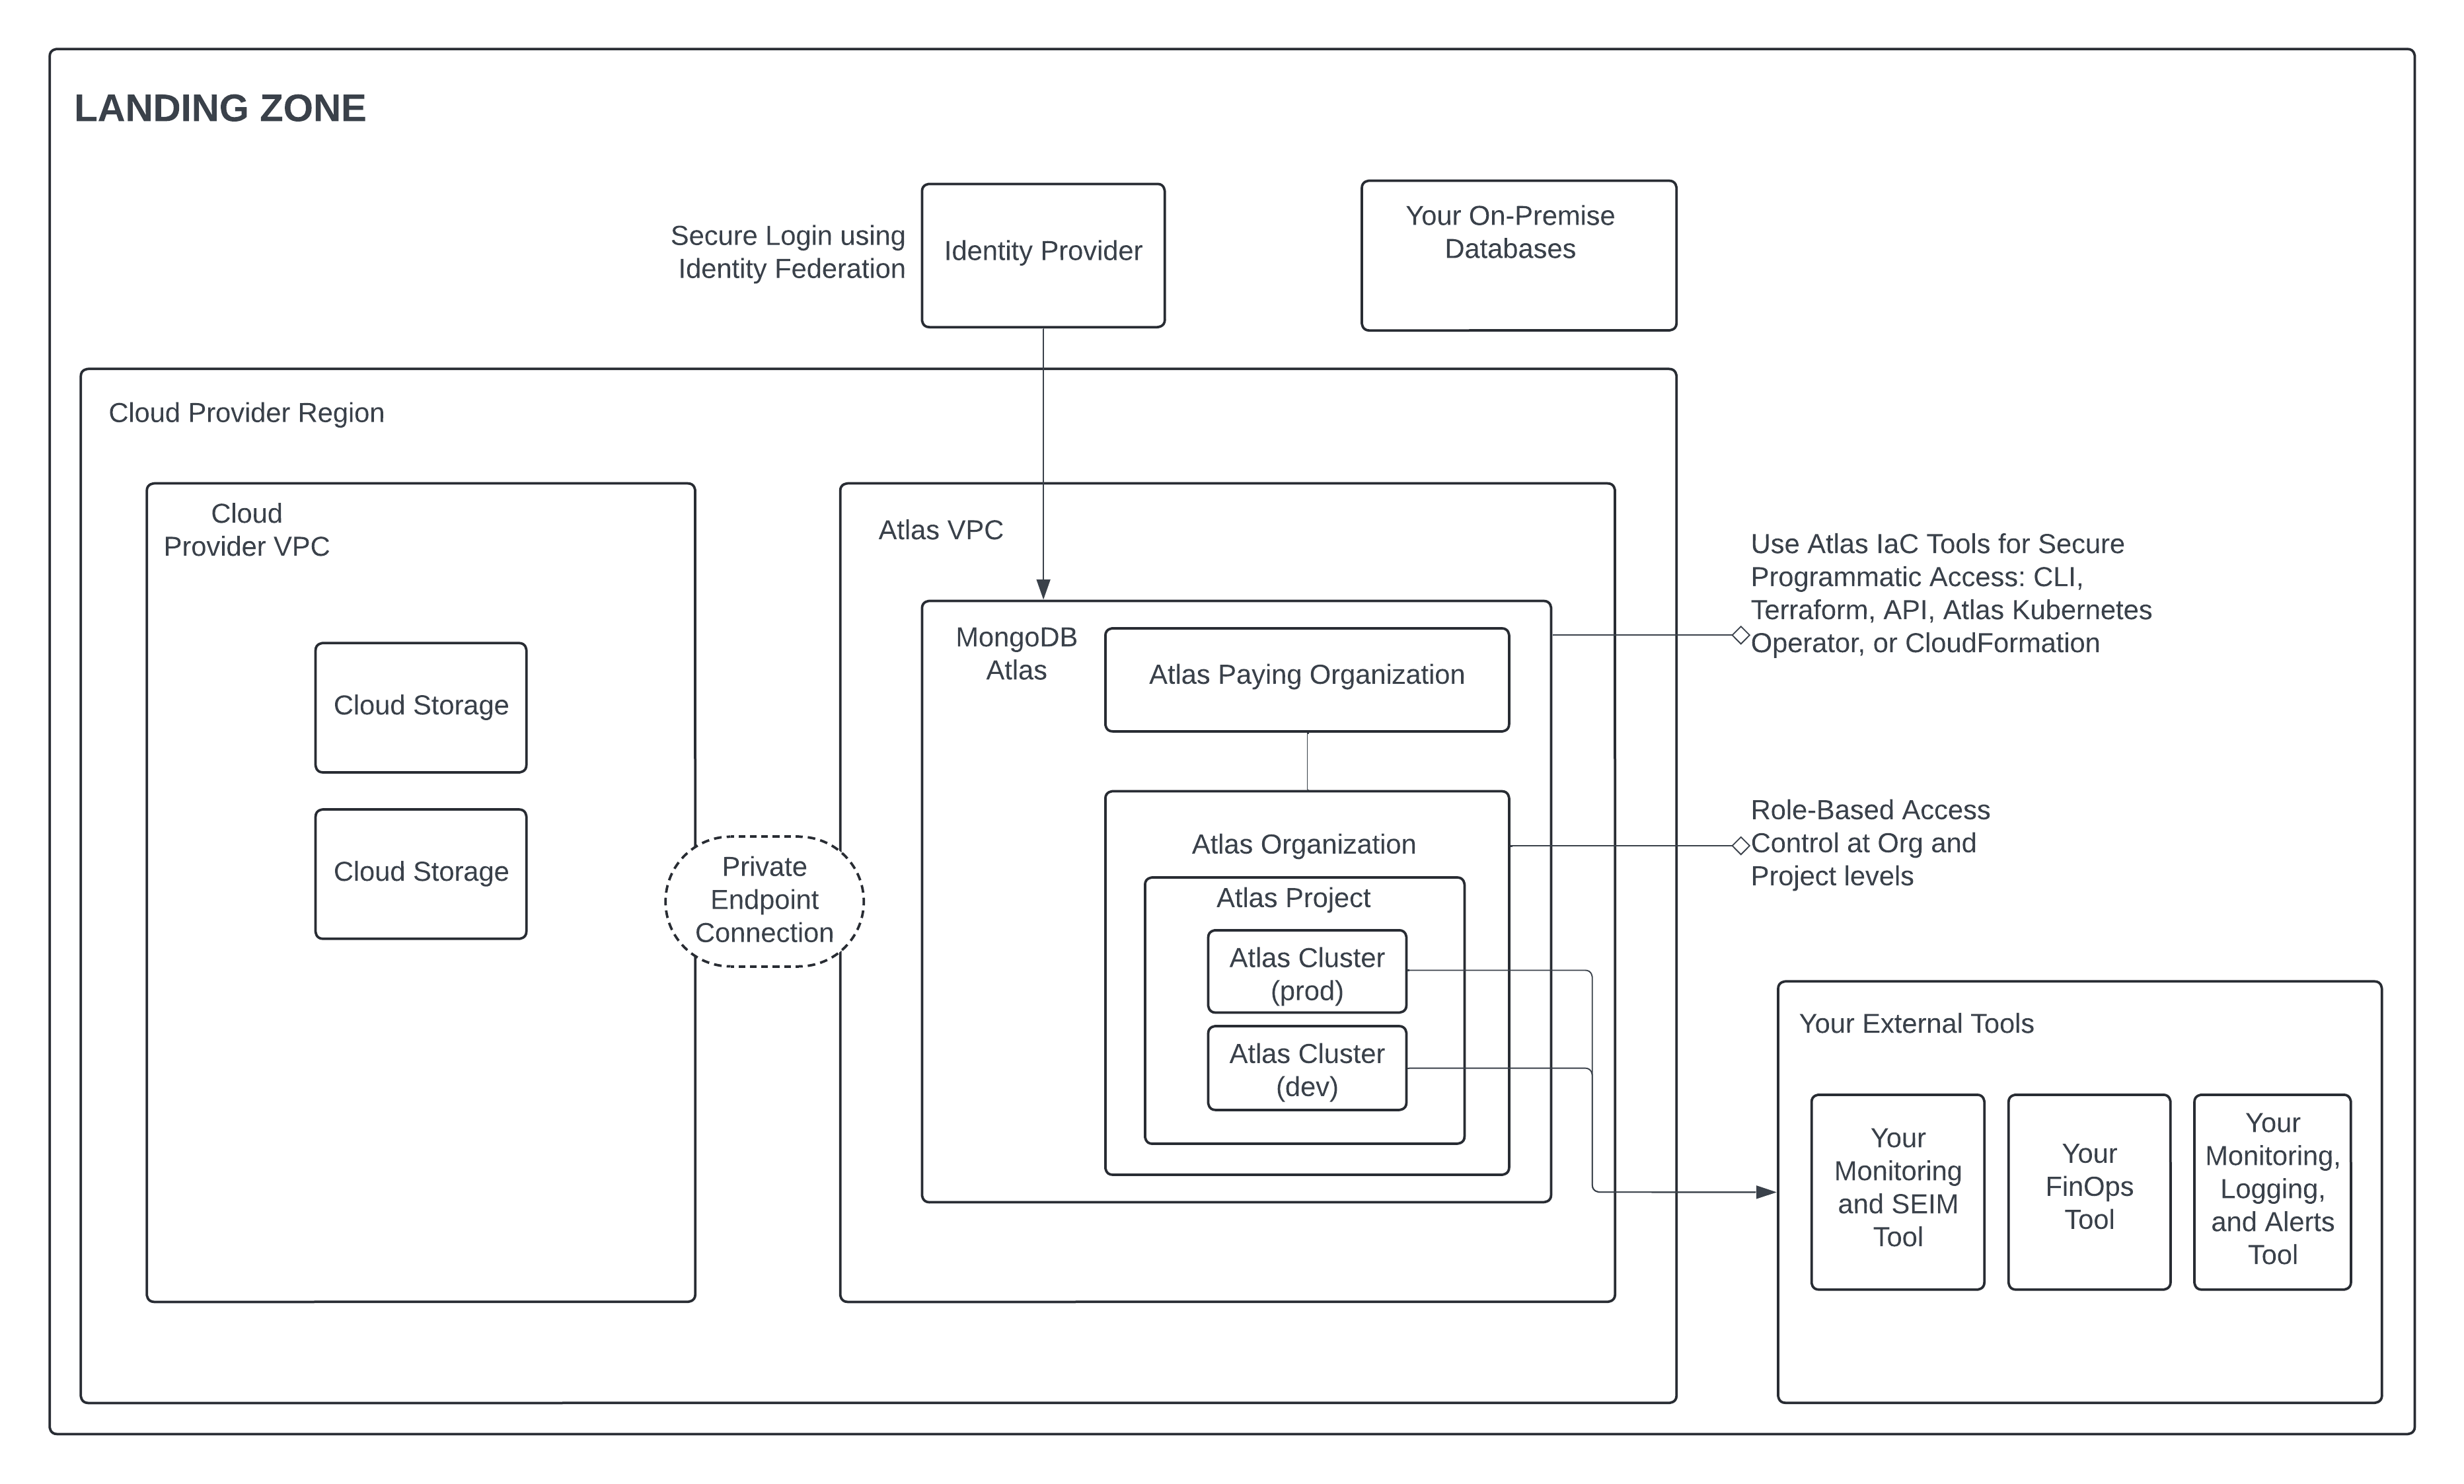 LANDING ZONE
Secure Login using
Identity Federation
Identity Provider
Your On-Premise
Databases
Cloud Provider Region
Cloud
Provider VPC
Cloud Storage
Cloud Storage
Private
Endpoint
Connection
Atlas VPC
MongoDB
Atlas
Atlas Paying Organization
Atlas Organization
Atlas Project
Atlas Cluster
(prod)
Atlas Cluster
(dev)
Use Atlas IaC Tools for Secure
Programmatic Access: CLI,
Terraform, API, Atlas Kubernetes
Operator, or CloudFormation
Role-Based Access
Control at Org and
Project levels
Your External Tools
Your
Monitoring
and SEIM
Tool
Your
FinOps
Tool
Your
Monitoring,
Logging,
and Alerts
Tool